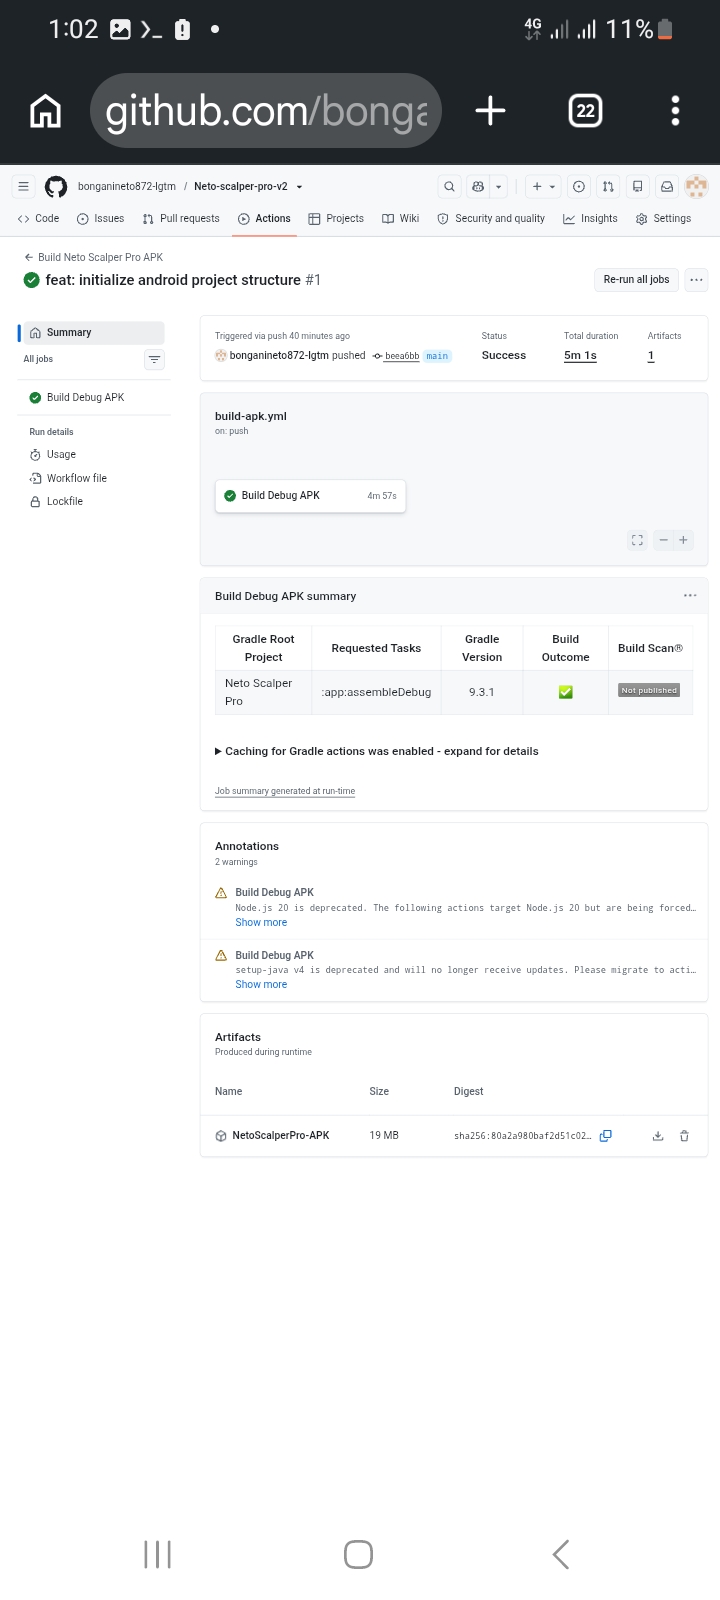 1:02
4G
11%
github.com/bonga
22
bonganineto872-lgtm / Neto-scalper-pro-v2
Code Issues Pull requests Actions Projects Wiki Security and quality Insights Settings
Build Neto Scalper Pro APK
feat: initialize android project structure #1
Re-run all jobs
Summary
All jobs
Build Debug APK
Run details
Usage
Workflow file
Lockfile
Triggered via push 40 minutes ago
bonganineto872-lgtm pushed beea6bb main
Status
Success
Total duration
5m 1s
Artifacts
1
build-apk.yml
on: push
Build Debug APK 4m 57s
Build Debug APK summary
Gradle Root Project
Requested Tasks
Gradle Version
Build Outcome
Build Scan®
Neto Scalper Pro
:app:assembleDebug
9.3.1
Not published
Caching for Gradle actions was enabled - expand for details
Job summary generated at run-time
Annotations
2 warnings
Build Debug APK
Node.js 20 is deprecated. The following actions target Node.js 20 but are being forced…
Show more
Build Debug APK
setup-java v4 is deprecated and will no longer receive updates. Please migrate to acti…
Show more
Artifacts
Produced during runtime
Name Size Digest
NetoScalperPro-APK 19 MB sha256:80a2a980baf2d51c02…